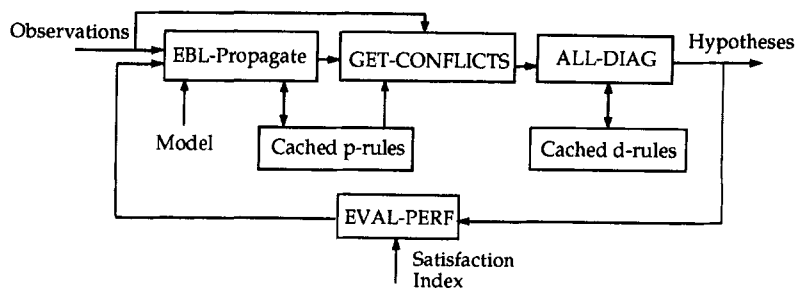 Observations
Hypotheses
EBL-Propagate
GET-CONFLICTS
ALL-DIAG
Model
Cached p-rules
Cached d-rules
EVAL-PERF
Satisfaction
Index